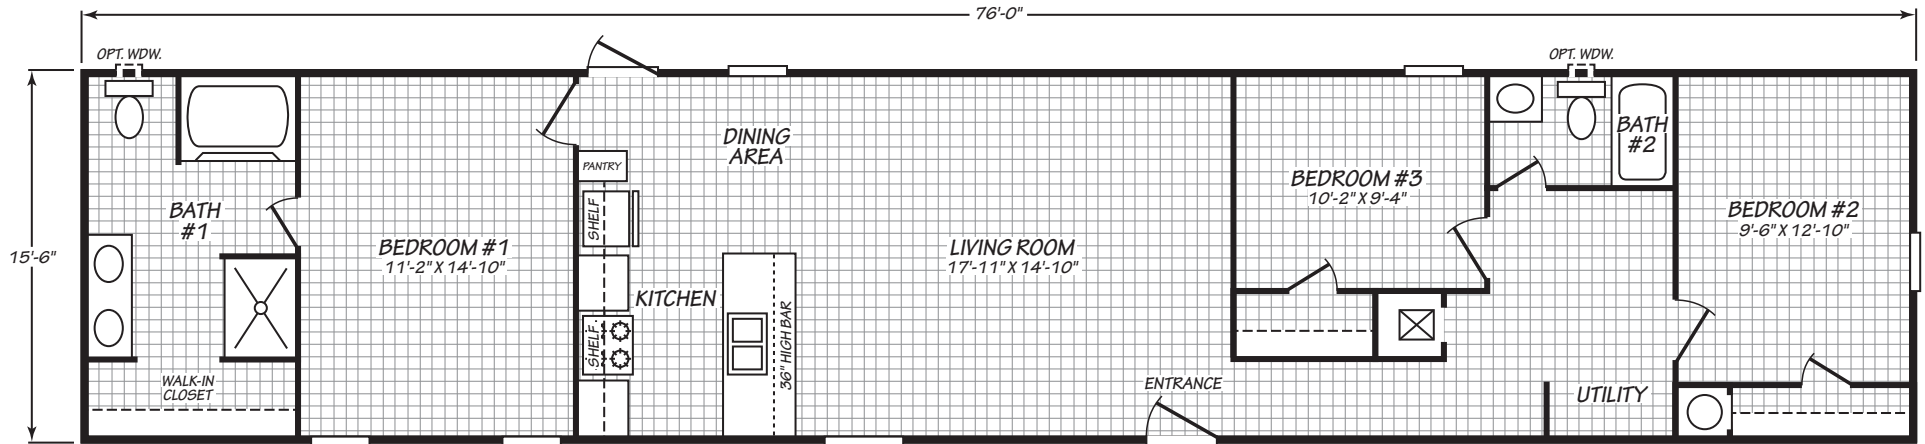 76'-0"
OPT. WDW.
OPT. WDW.
15'-6"
BATH
#1
WALK-IN
CLOSET
BEDROOM #1
11'-2" X 14'-10"
PANTRY
SHELF
SHELF
KITCHEN
DINING
AREA
36" HIGH BAR
LIVING ROOM
17'-11" X 14'-10"
ENTRANCE
BEDROOM #3
10'-2" X 9'-4"
BATH
#2
UTILITY
BEDROOM #2
9'-6" X 12'-10"